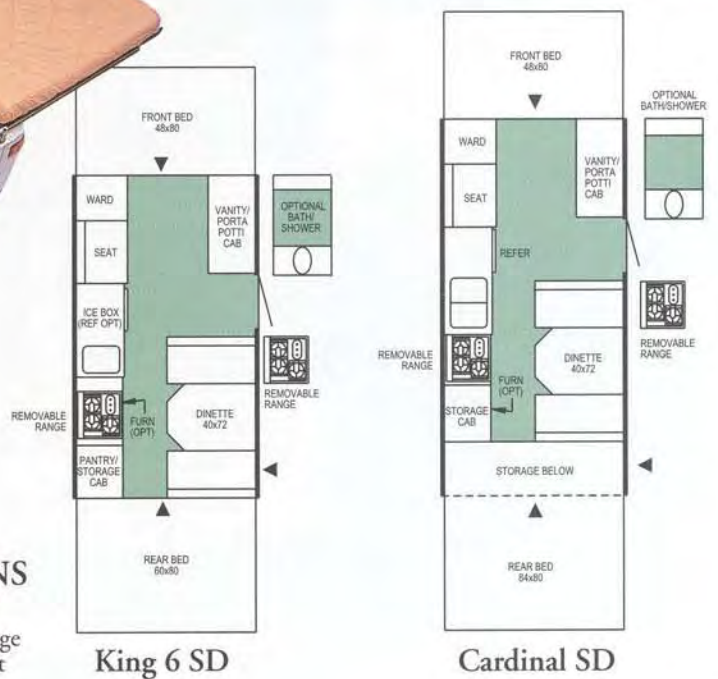 FRONT BED
48x80
WARD
SEAT
VANITY/
PORTA
POTTI
CAB
OPTIONAL
BATH/
SHOWER
ICE BOX
(REF OPT)
REMOVABLE
RANGE
REMOVABLE
RANGE
FURN
(OPT)
DINETTE
40x72
PANTRY/
STORAGE
CAB
REAR BED
60x80
King 6 SD
FRONT BED
48x80
OPTIONAL
BATH/SHOWER
WARD
SEAT
VANITY/
PORTA
POTTI
CAB
REFER
REMOVABLE
RANGE
REMOVABLE
RANGE
DINETTE
40x72
FURN
(OPT)
STORAGE
CAB
STORAGE BELOW
REAR BED
84x80
Cardinal SD
NS
ge
t